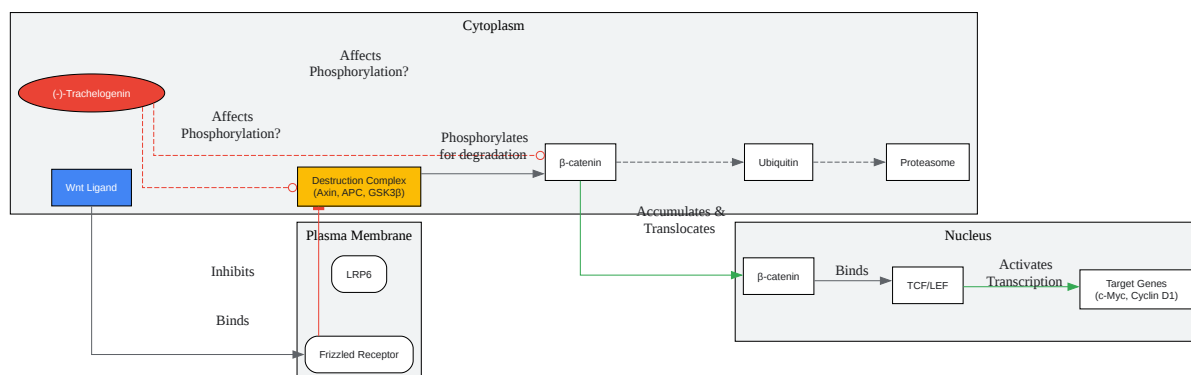 Cytoplasm
Affects
Phosphorylation?
(-)-Trachelogenin
Affects
Phosphorylation?
Phosphorylates
for degradation
β-catenin
Ubiquitin
Proteasome
Wnt Ligand
Destruction Complex
(Axin, APC, GSK3β)
Accumulates &
Translocates
Plasma Membrane
Nucleus
LRP6
Inhibits
β-catenin
Binds
TCF/LEF
Activates
Transcription
Target Genes
(c-Myc, Cyclin D1)
Binds
Frizzled Receptor